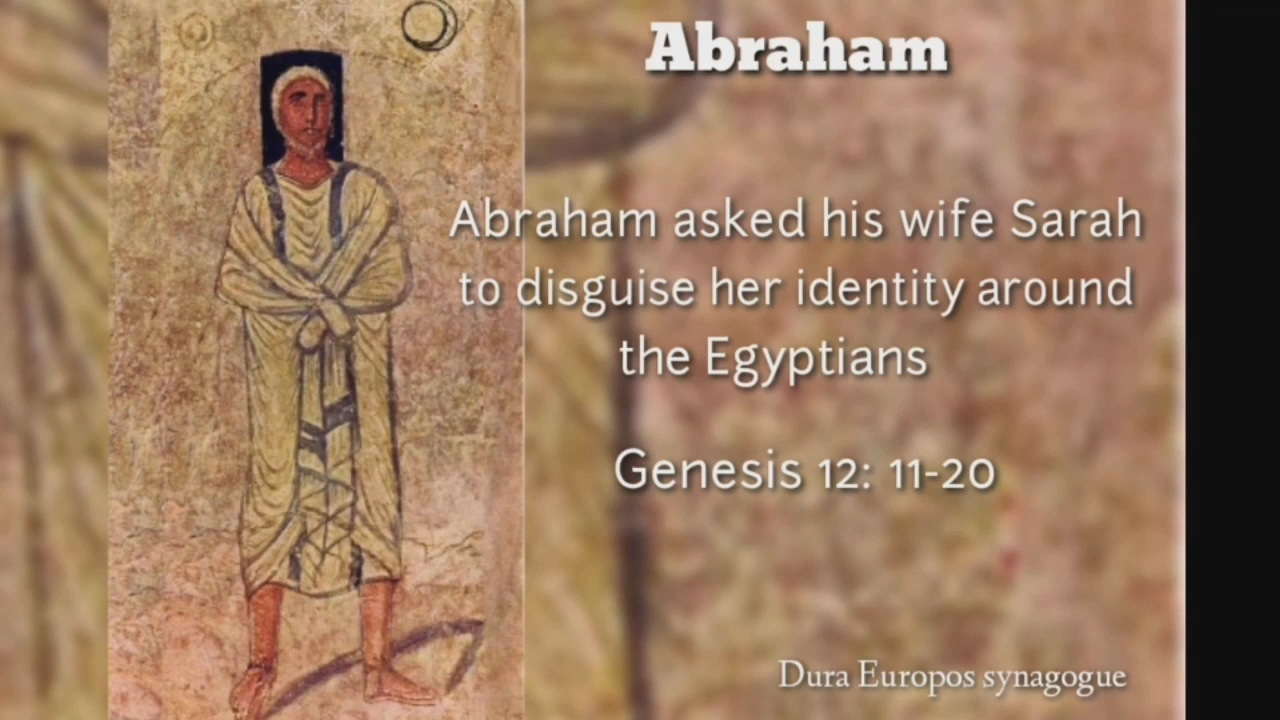 Abraham
Abraham asked his wife Sarah
to disguise her identity around
the Egyptians
Genesis 12: 11-20
Dura Europos synagogue